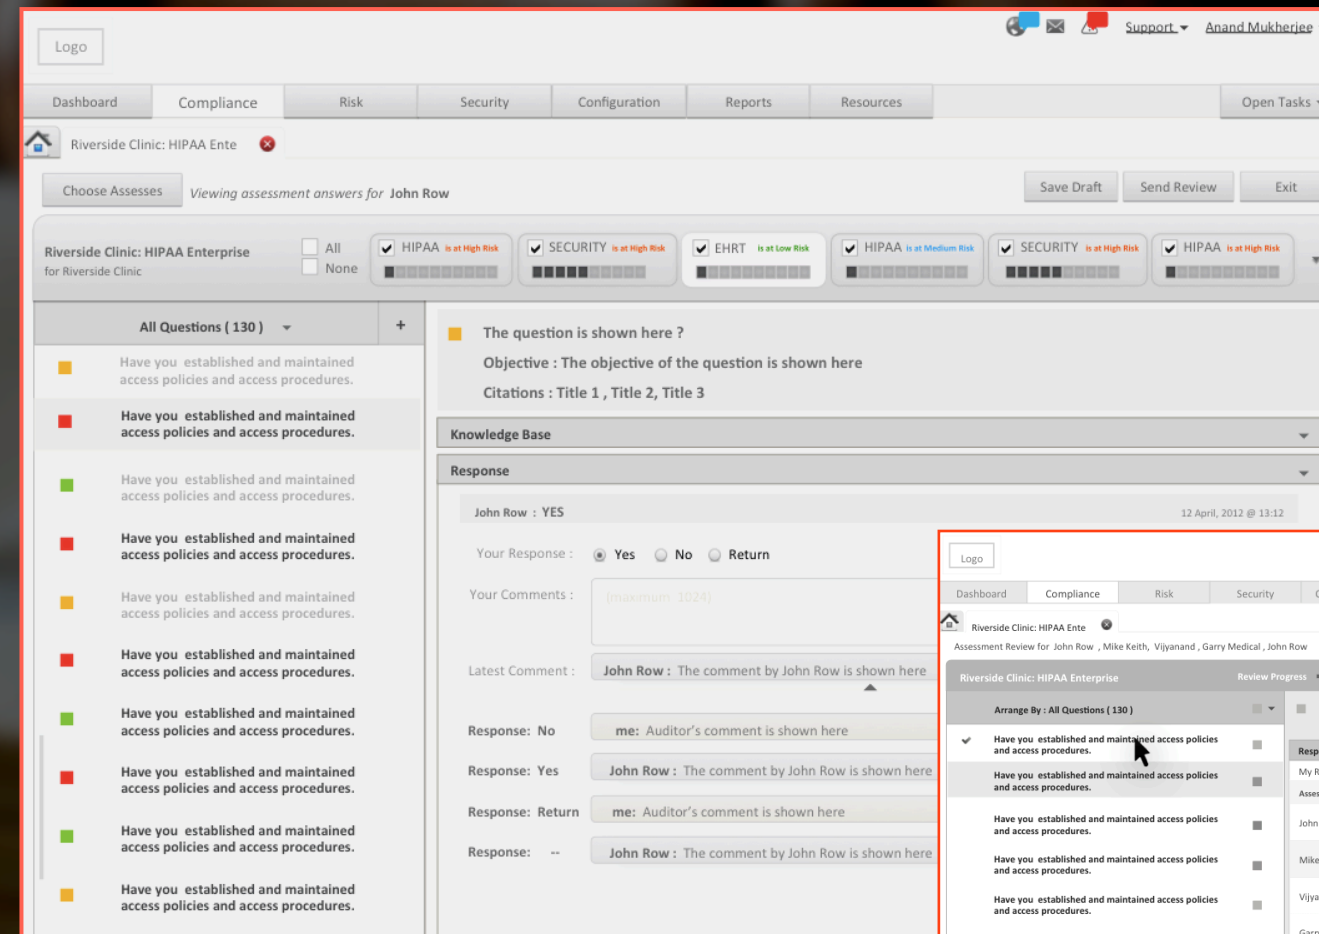 Logo
Support
Anand Mukherjee
Dashboard
Compliance
Risk
Security
Configuration
Reports
Resources
Open Tasks
Riverside Clinic: HIPAA Ente
Choose Assesses
Viewing assessment answers for John Row
Save Draft
Send Review
Exit
Riverside Clinic: HIPAA Enterprise
for Riverside Clinic
All
None
HIPAA is at High Risk
SECURITY is at High Risk
EHRT is at Low Risk
HIPAA is at Medium Risk
SECURITY is at High Risk
HIPAA is at High Risk
All Questions ( 130 )
+
Have you established and maintained
access policies and access procedures.
Have you established and maintained
access policies and access procedures.
Have you established and maintained
access policies and access procedures.
Have you established and maintained
access policies and access procedures.
Have you established and maintained
access policies and access procedures.
Have you established and maintained
access policies and access procedures.
Have you established and maintained
access policies and access procedures.
Have you established and maintained
access policies and access procedures.
Have you established and maintained
access policies and access procedures.
Have you established and maintained
access policies and access procedures.
The question is shown here ?
Objective : The objective of the question is shown here
Citations : Title 1 , Title 2, Title 3
Knowledge Base
Response
John Row : YES
12 April, 2012 @ 13:12
Your Response :
Yes
No
Return
Your Comments :
(maximum 1024)
Latest Comment :
John Row : The comment by John Row is shown here
Response: No
me: Auditor's comment is shown here
Response: Yes
John Row : The comment by John Row is shown here
Response: Return
me: Auditor's comment is shown here
Response: --
John Row : The comment by John Row is shown here
Logo
Dashboard
Compliance
Risk
Security
Riverside Clinic: HIPAA Ente
Assessment Review for John Row , Mike Keith, Vijyanand , Garry Medical , John Row
Riverside Clinic: HIPAA Enterprise
Review Progress
Arrange By : All Questions ( 130 )
Have you established and maintained access policies
and access procedures.
Have you established and maintained access policies
and access procedures.
Have you established and maintained access policies
and access procedures.
Have you established and maintained access policies
and access procedures.
Have you established and maintained access policies
and access procedures.
Resp
My R
Asses
John
Mike
Vijya